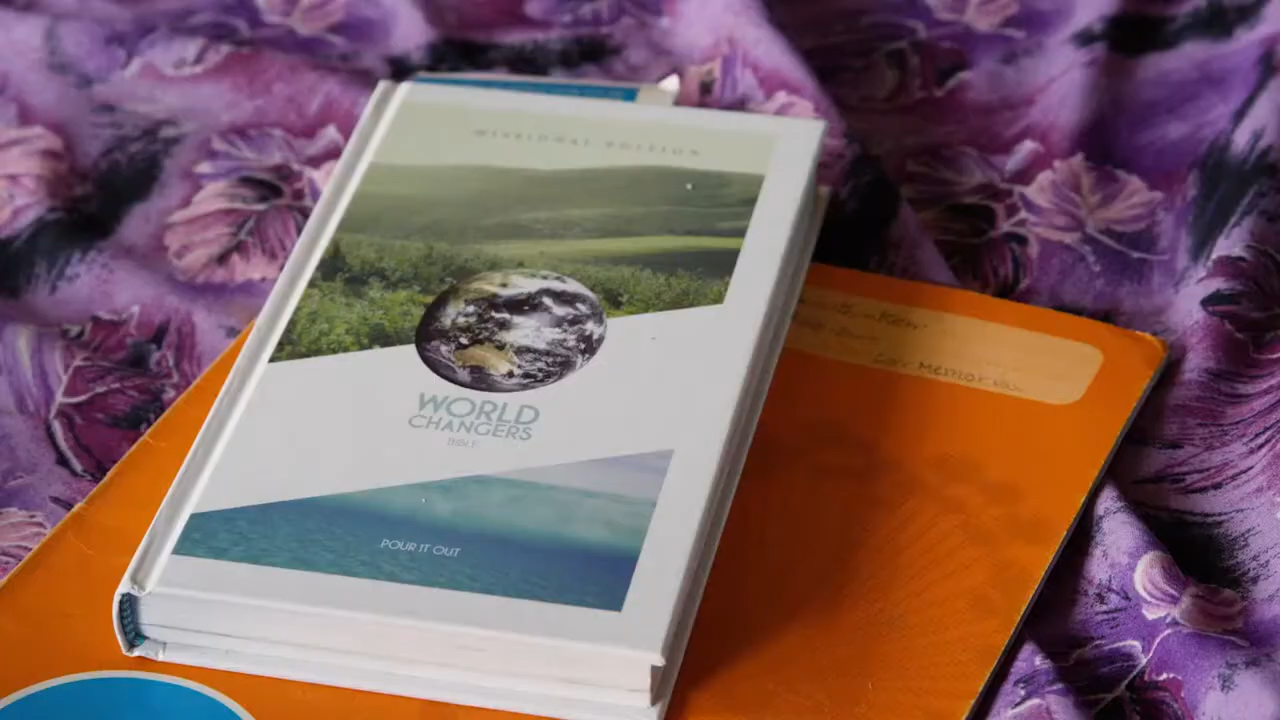 MISSIONAL EDITION
WORLD
CHANGERS
BIBLE
POUR IT OUT